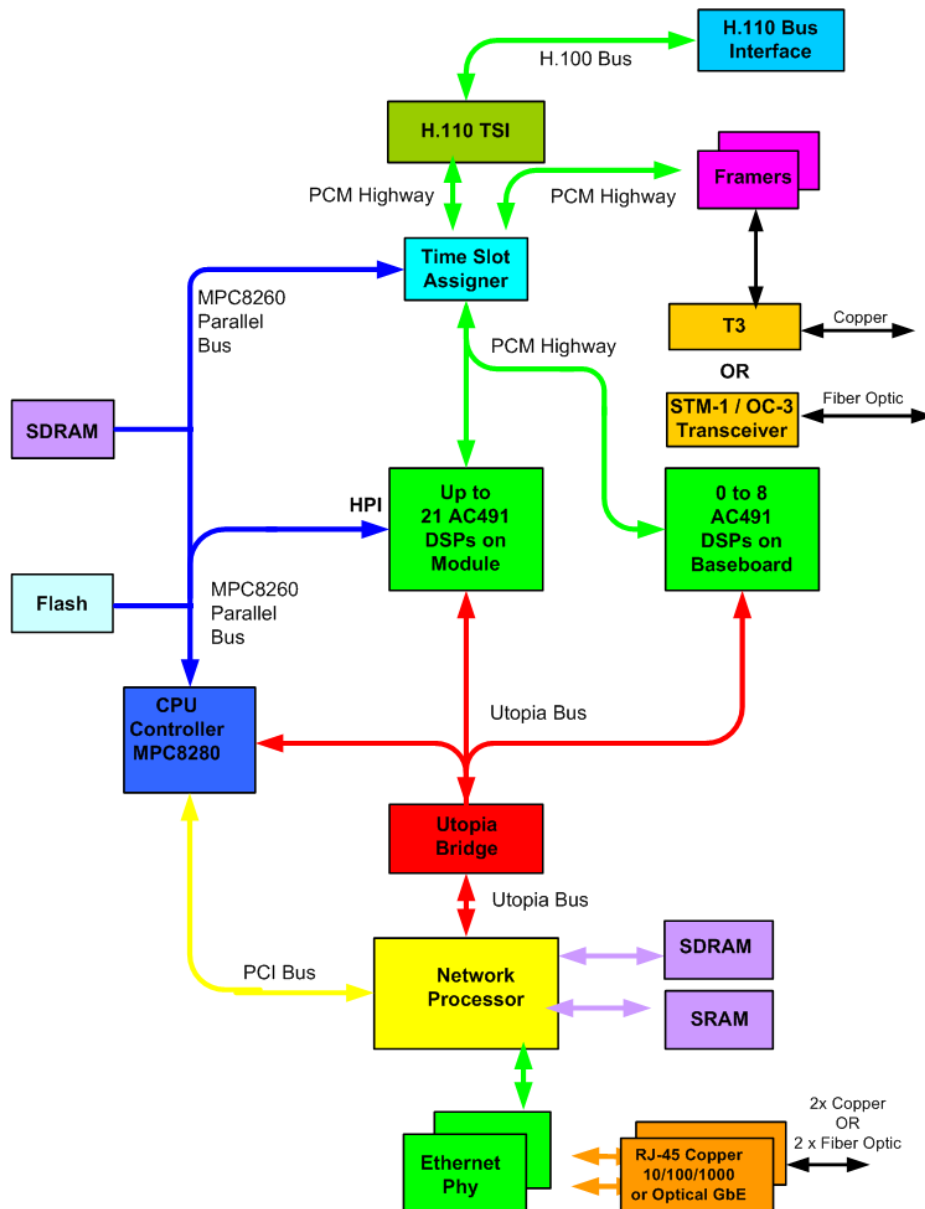 H.110 Bus
Interface
H.100 Bus
H.110 TSI
PCM Highway
PCM Highway
Framers
Time Slot
Assigner
MPC8260
Parallel
Bus
T3
Copper
PCM Highway
OR
STM-1 / OC-3
Transceiver
Fiber Optic
SDRAM
HPI
Up to
21 AC491
DSPs on
Module
0 to 8
AC491
DSPs on
Baseboard
Flash
MPC8260
Parallel
Bus
CPU
Controller
MPC8280
Utopia Bus
Utopia
Bridge
Utopia Bus
PCI Bus
Network
Processor
SDRAM
SRAM
Ethernet
Phy
RJ-45 Copper
10/100/1000
or Optical GbE
2x Copper
OR
2 x Fiber Optic